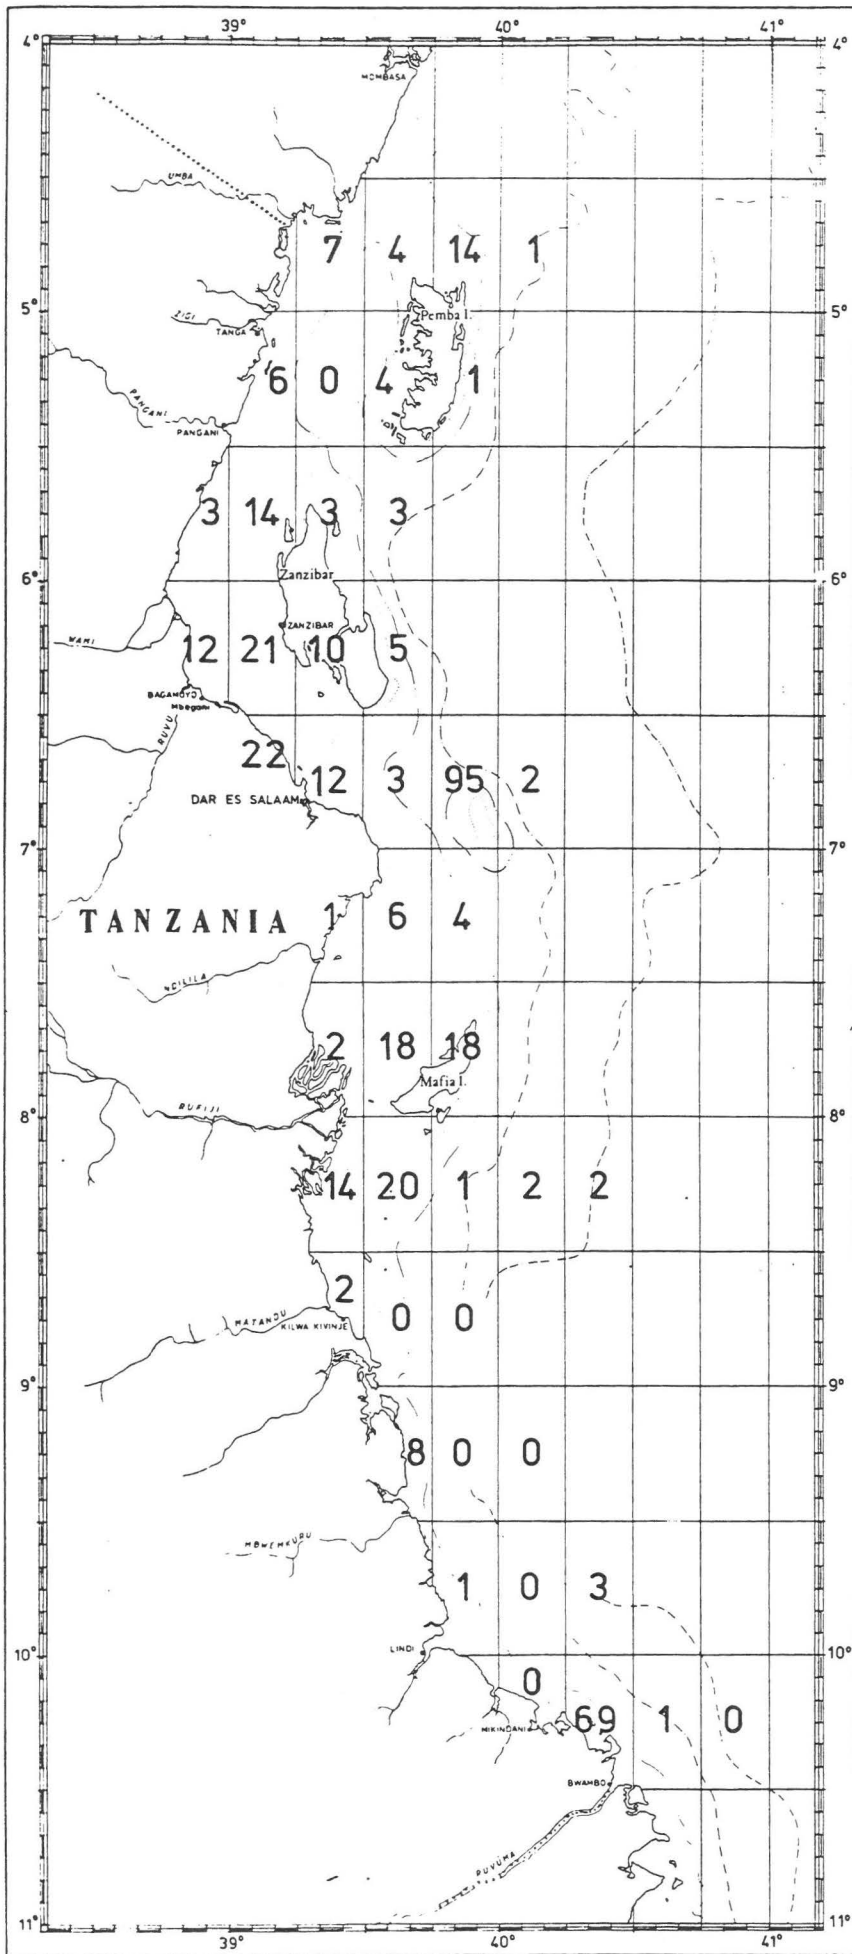 39° 40° 41°
4° 4°
MOMBASA
UMBA
7 4 14 1
5° 5°
ZIGI
Pemba I.
TANGA
6 0 4 1
PANGANI
PANGANI
3 14 3 3
Zanzibar
6° 6°
ZANZIBAR
WAMI
12 21 10 5
BAGAMOYO
Mbegani
RUVU
22
12 3 95 2
DAR ES SALAAM
7° 7°
TANZANIA
1 6 4
NDILILA
2 18 18
Mafia I.
RUFIJI
8° 8°
14 20 1 2 2
2
MATANDU
KILWA KIVINJE
0 0
9° 9°
8 0 0
MBWEMKURU
1 0 3
LINDI
10° 10°
0
69 1 0
MIKINDANI
BWAMBO
RUVUMA
11° 11°
39° 40° 41°